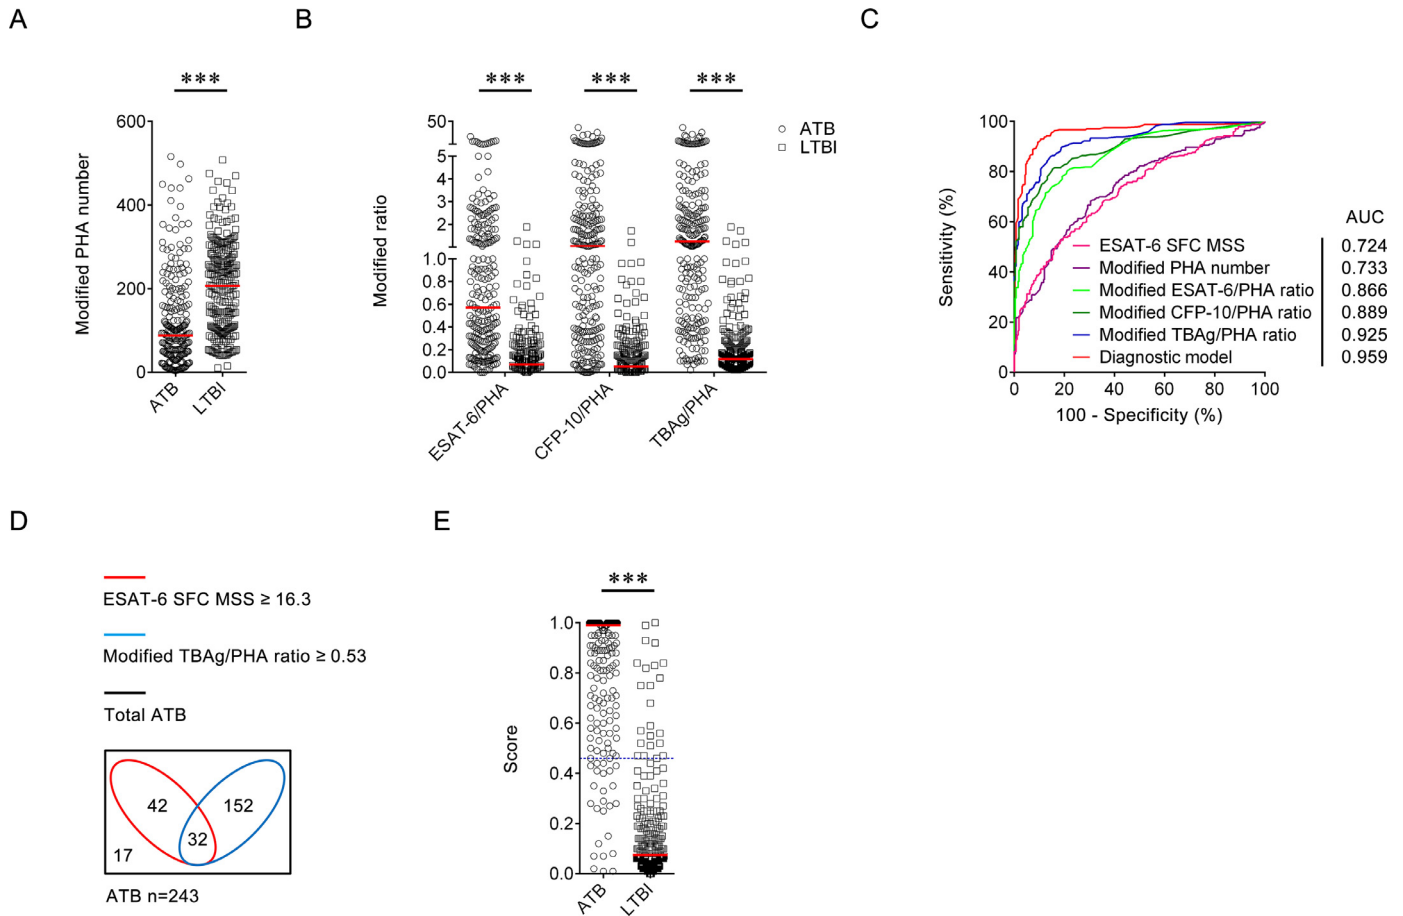 A
B
C
***
600
400
200
0
Modified PHA number
ATB
LTBI
***
***
***
50
5
4
3
2
1.0
0.8
0.6
0.4
0.2
0.0
Modified ratio
ESAT-6/PHA
CFP-10/PHA
TBAg/PHA
ATB
LTBI
100
80
60
40
20
0
Sensitivity (%)
0 20 40 60 80 100
100 - Specificity (%)
AUC
ESAT-6 SFC MSS 0.724
Modified PHA number 0.733
Modified ESAT-6/PHA ratio 0.866
Modified CFP-10/PHA ratio 0.889
Modified TBAg/PHA ratio 0.925
Diagnostic model 0.959
D
E
ESAT-6 SFC MSS ≥ 16.3
Modified TBAg/PHA ratio ≥ 0.53
Total ATB
42
152
32
17
ATB n=243
***
1.0
0.8
0.6
0.4
0.2
0.0
Score
ATB
LTBI